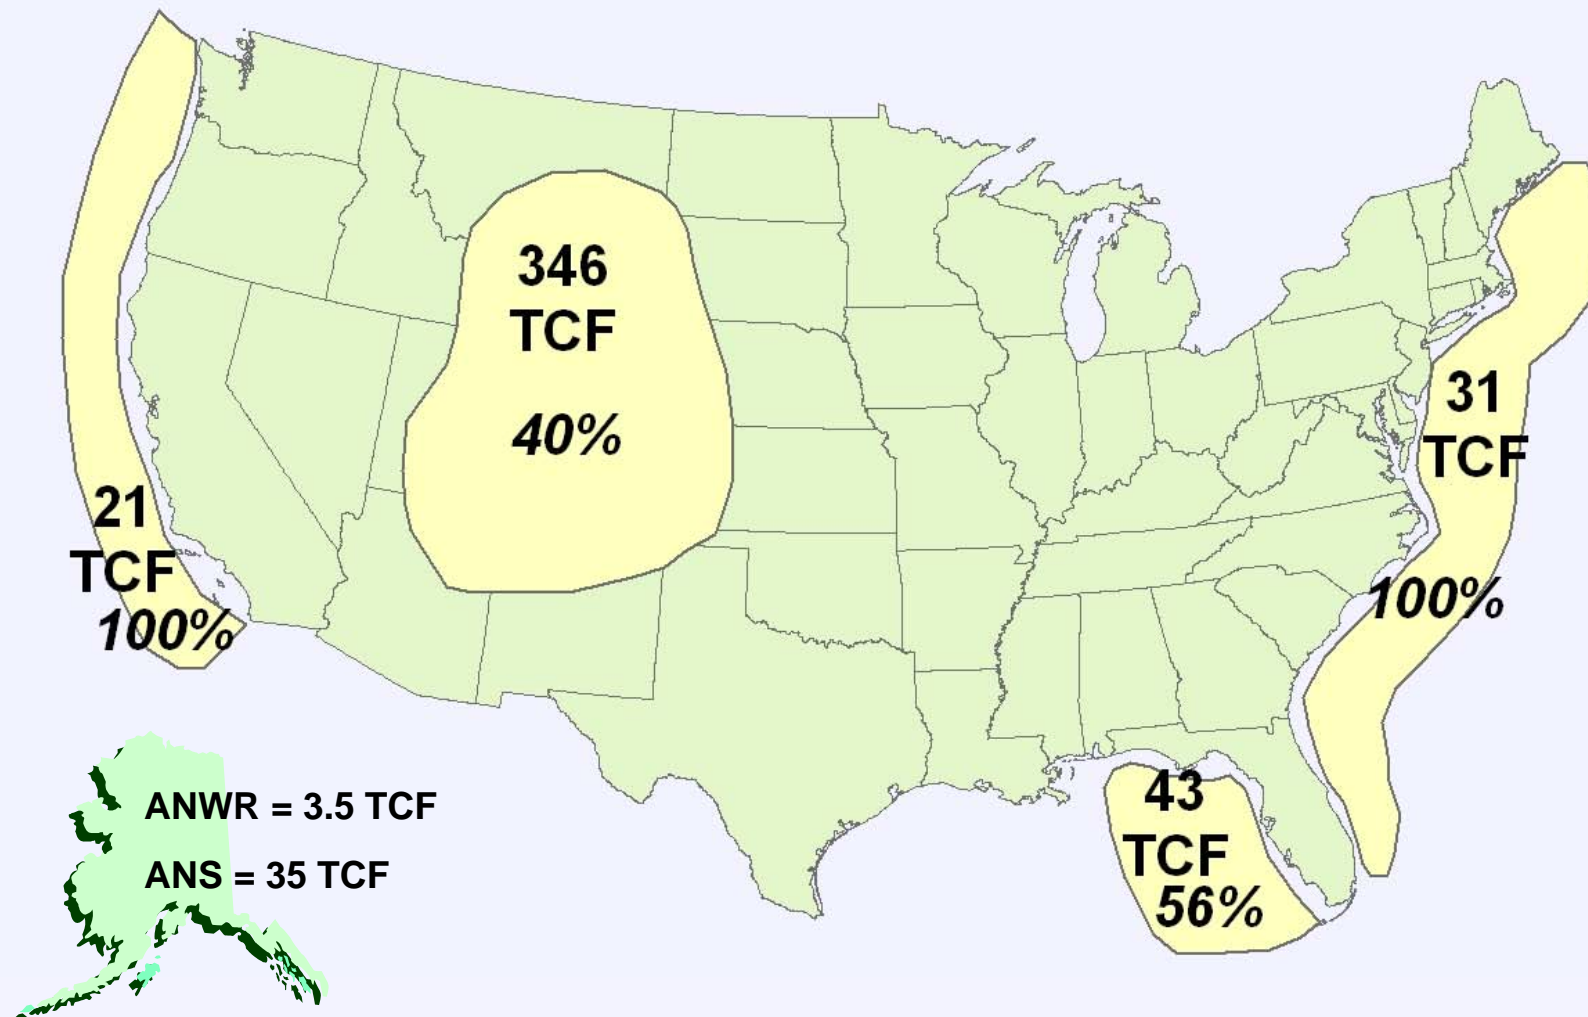 346
TCF
40%
31
TCF
100%
21
TCF
100%
43
TCF
56%
ANWR = 3.5 TCF
ANS = 35 TCF